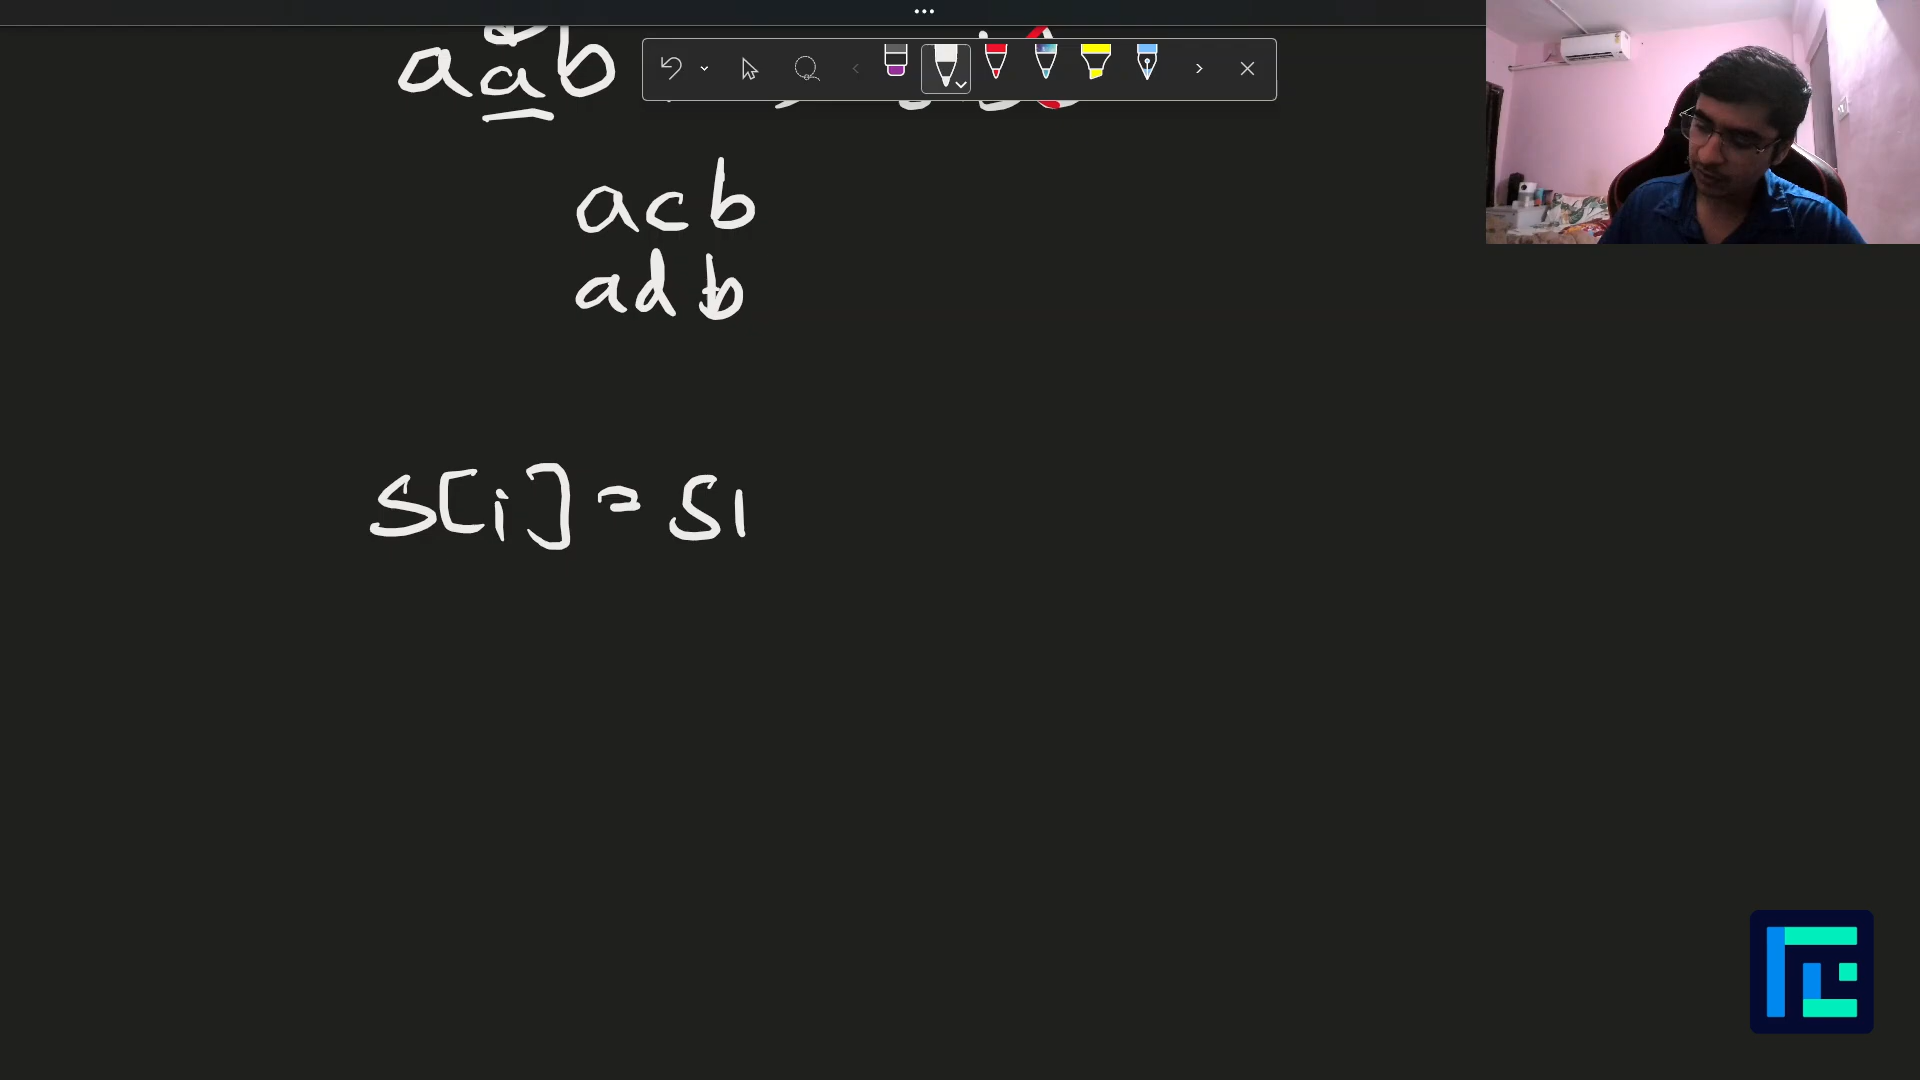 aab
acb
adb
s[i] = s1